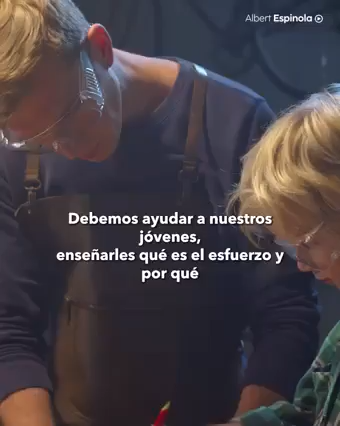 Albert Espinola
Debemos ayudar a nuestros
jóvenes,
enseñarles qué es el esfuerzo y
por qué